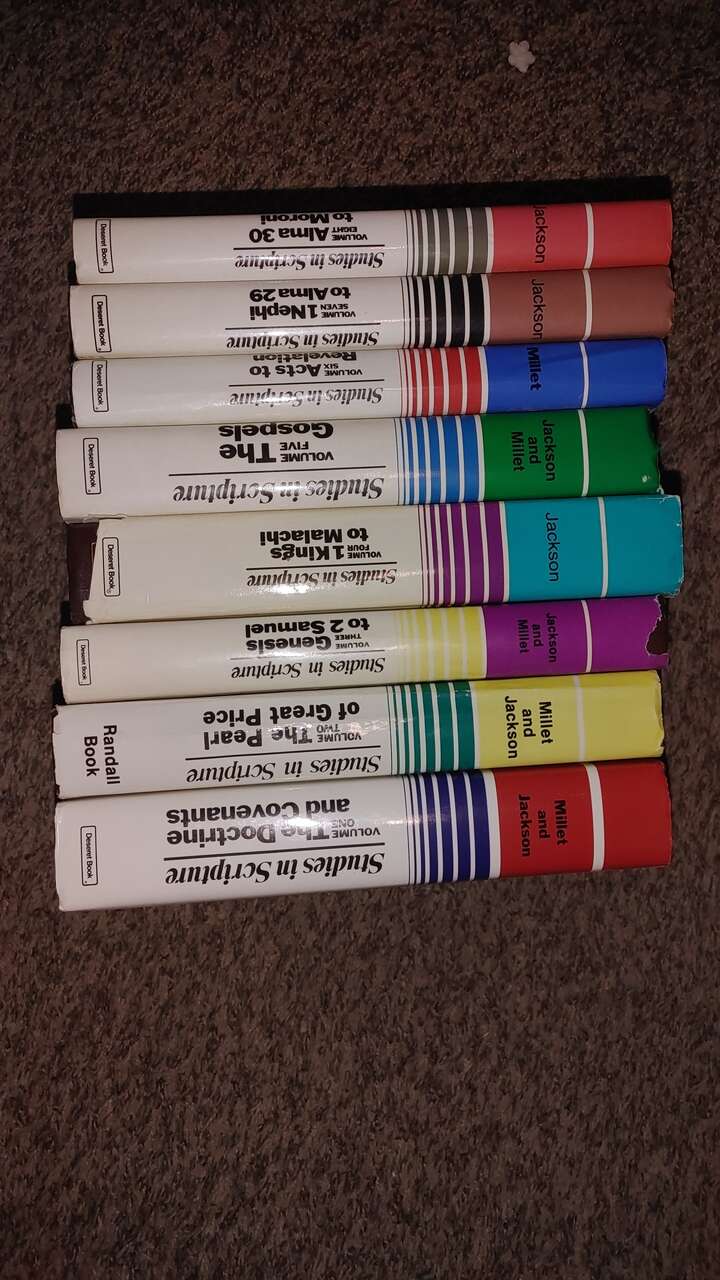 Jackson
Studies in Scripture
VOLUME EIGHT Alma 30
to Moroni
Deseret Book
Jackson
Studies in Scripture
VOLUME SEVEN 1 Nephi
to Alma 29
Deseret Book
Millet
Studies in Scripture
VOLUME SIX Acts to
Revelation
Deseret Book
Jackson
and
Millet
Studies in Scripture
VOLUME FIVE The
Gospels
Deseret Book
Jackson
Studies in Scripture
VOLUME FOUR 1 Kings
to Malachi
Deseret Book
Jackson
and
Millet
Studies in Scripture
VOLUME THREE Genesis
to 2 Samuel
Deseret Book
Millet
and
Jackson
Studies in Scripture
VOLUME TWO The Pearl
of Great Price
Randall
Book
Millet
and
Jackson
Studies in Scripture
VOLUME ONE The Doctrine
and Covenants
Deseret Book